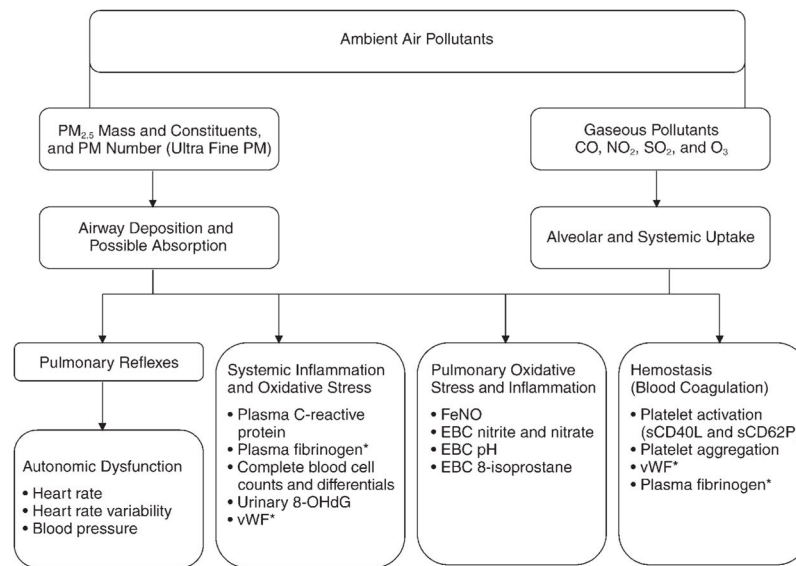 Ambient Air Pollutants
PM₂.₅ Mass and Constituents,
and PM Number (Ultra Fine PM)
Gaseous Pollutants
CO, NO₂, SO₂, and O₃
Airway Deposition and
Possible Absorption
Alveolar and Systemic Uptake
Pulmonary Reflexes
Autonomic Dysfunction
• Heart rate
• Heart rate variability
• Blood pressure
Systemic Inflammation
and Oxidative Stress
• Plasma C-reactive
protein
• Plasma fibrinogen*
• Complete blood cell
counts and differentials
• Urinary 8-OHdG
• vWF*
Pulmonary Oxidative
Stress and Inflammation
• FeNO
• EBC nitrite and nitrate
• EBC pH
• EBC 8-isoprostane
Hemostasis
(Blood Coagulation)
• Platelet activation
(sCD40L and sCD62P
• Platelet aggregation
• vWF*
• Plasma fibrinogen*